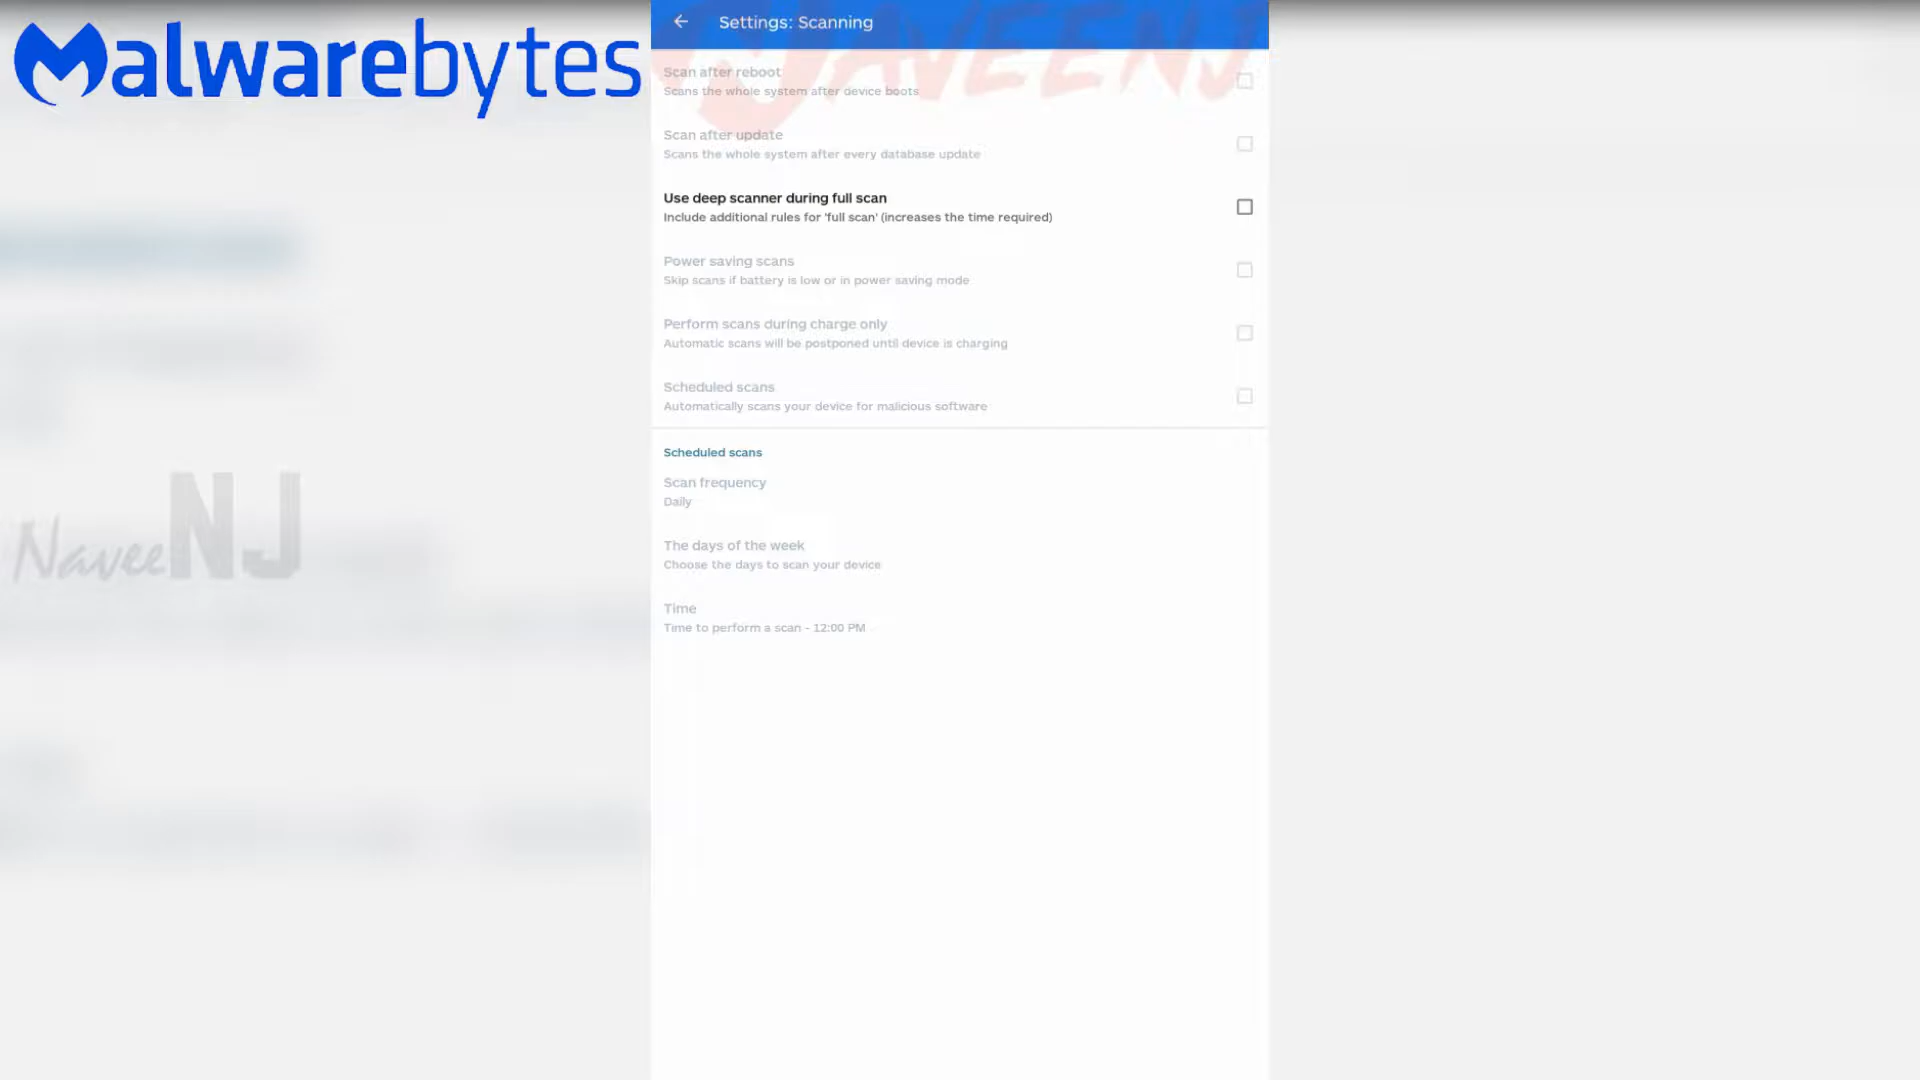 Malwarebytes
Settings: Scanning
NAVEENJ
Scan after reboot
Scans the whole system after device boots
Scan after update
Scans the whole system after every database update
Use deep scanner during full scan
Include additional rules for 'full scan' (increases the time required)
Power saving scans
Skip scans if battery is low or in power saving mode
Perform scans during charge only
Automatic scans will be postponed until device is charging
Scheduled scans
Automatically scans your device for malicious software
Scheduled scans
Scan frequency
Daily
NaveeNJ
The days of the week
Choose the days to scan your device
Time
Time to perform a scan - 12:00 PM